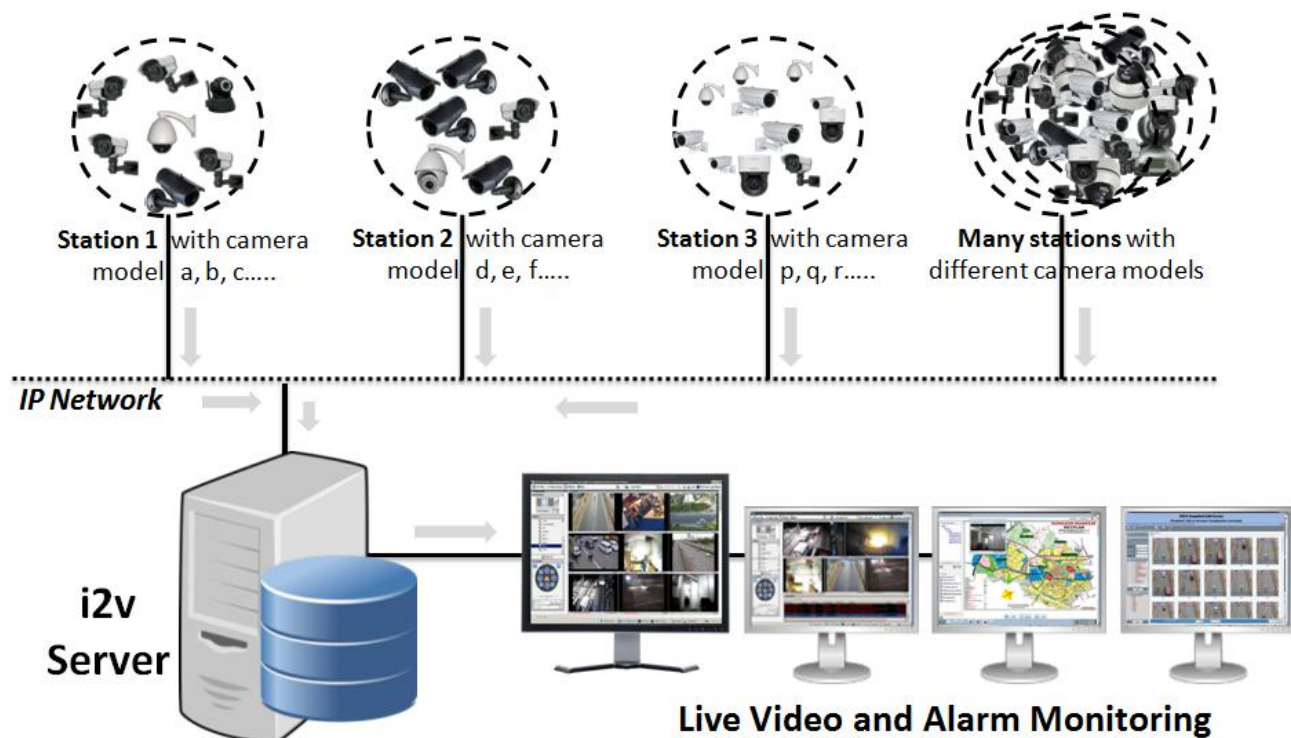 Station 1 with camera
model a, b, c.....
Station 2 with camera
model d, e, f.....
Station 3 with camera
model p, q, r.....
Many stations with
different camera models
IP Network
i2v
Server
Live Video and Alarm Monitoring